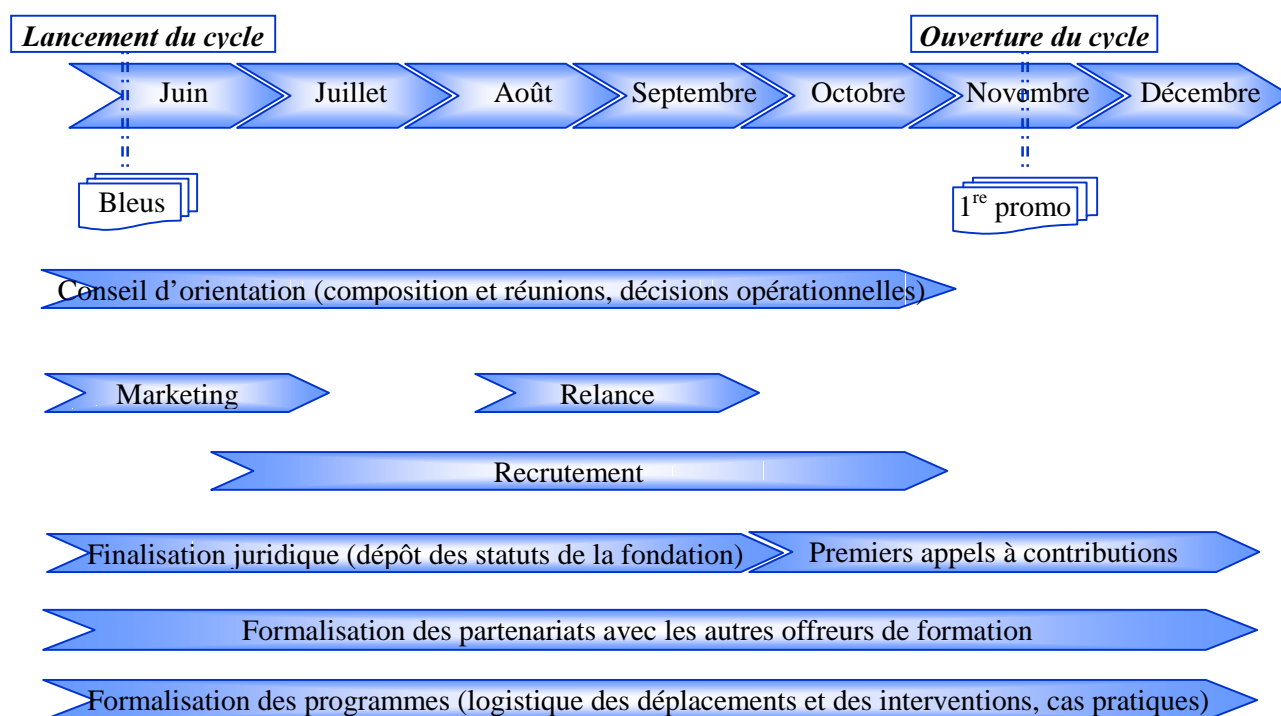 Lancement du cycle
Ouverture du cycle
Juin
Juillet
Août
Septembre
Octobre
Novembre
Décembre
Bleus
1re promo
Conseil d’orientation (composition et réunions, décisions opérationnelles)
Marketing
Relance
Recrutement
Finalisation juridique (dépôt des statuts de la fondation)
Premiers appels à contributions
Formalisation des partenariats avec les autres offreurs de formation
Formalisation des programmes (logistique des déplacements et des interventions, cas pratiques)